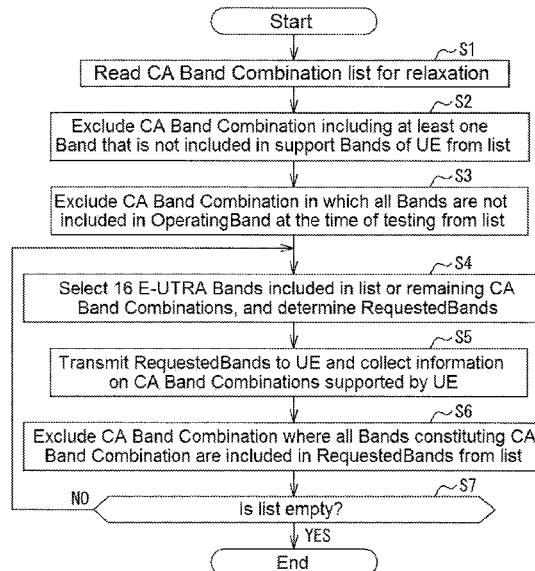 Start
S1
Read CA Band Combination list for relaxation
S2
Exclude CA Band Combination including at least one
Band that is not included in support Bands of UE from list
S3
Exclude CA Band Combination in which all Bands are not
included in OperatingBand at the time of testing from list
S4
Select 16 E-UTRA Bands included in list or remaining CA
Band Combinations, and determine RequestedBands
S5
Transmit RequestedBands to UE and collect information
on CA Band Combinations supported by UE
S6
Exclude CA Band Combination where all Bands constituting CA
Band Combination are included in RequestedBands from list
S7
NO
Is list empty?
YES
End